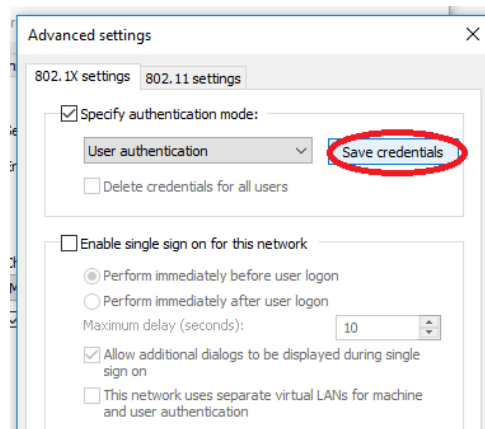 Advanced settings
802.1X settings
802.11 settings
Specify authentication mode:
User authentication
Save credentials
Delete credentials for all users
Enable single sign on for this network
Perform immediately before user logon
Perform immediately after user logon
Maximum delay (seconds):
10
Allow additional dialogs to be displayed during single
sign on
This network uses separate virtual LANs for machine
and user authentication